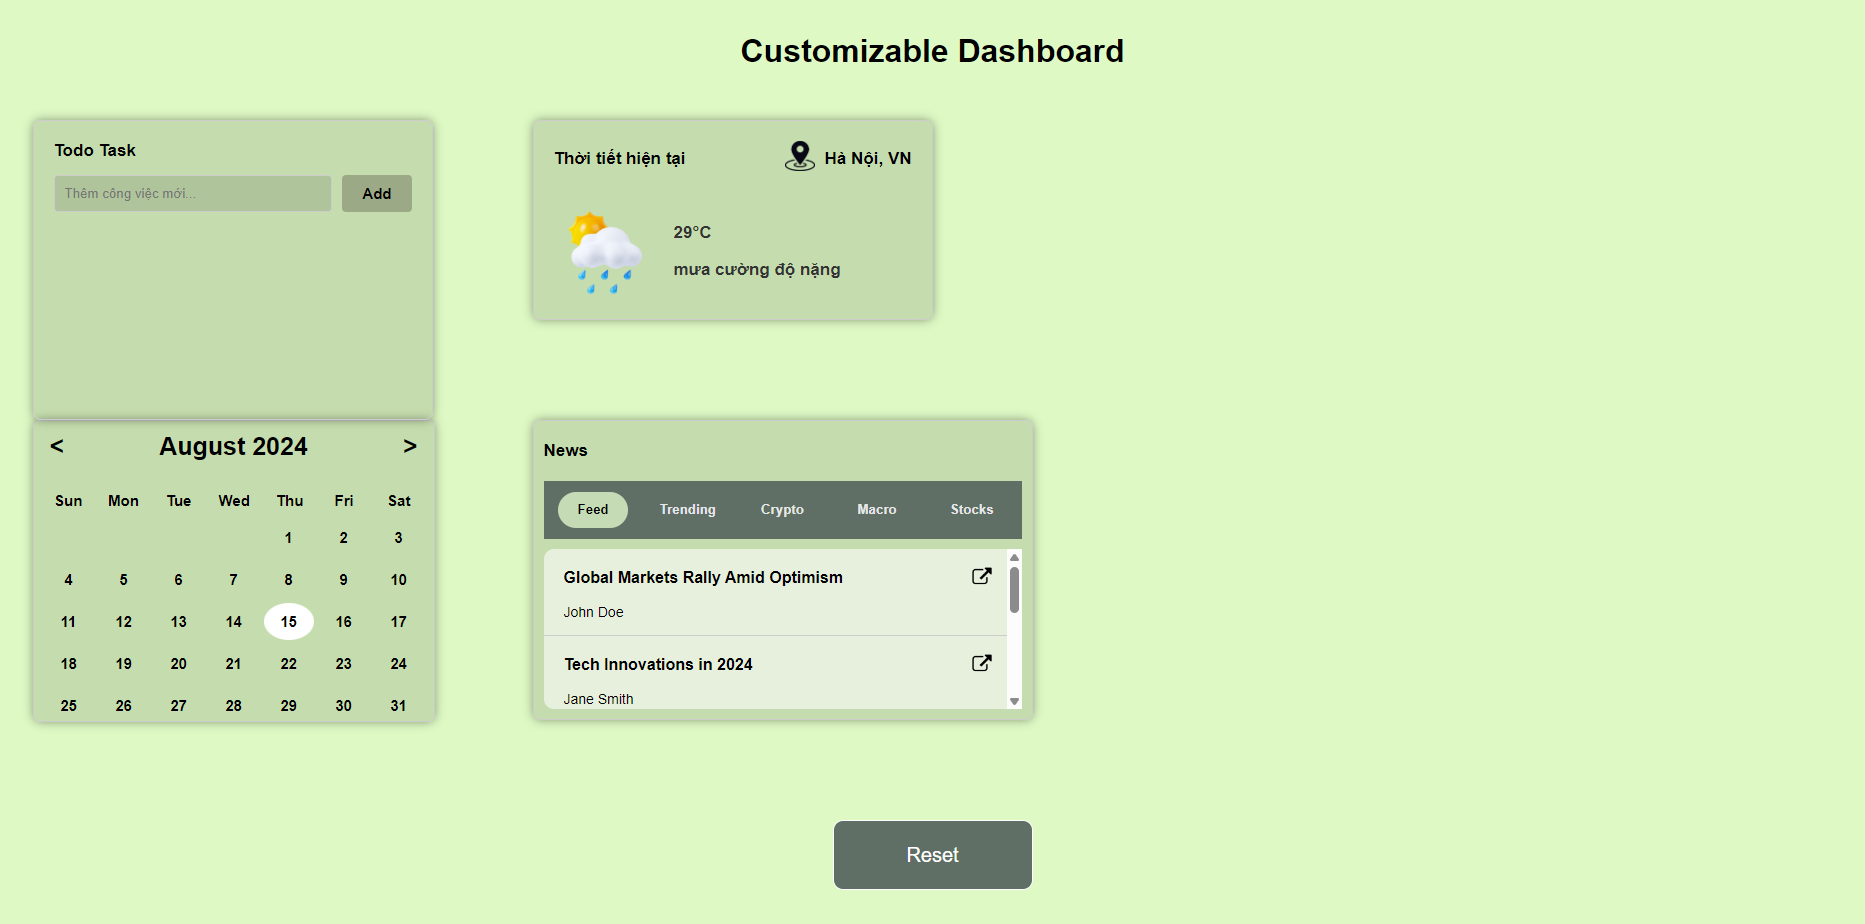 Customizable Dashboard
Todo Task
Thêm công việc mới...
Add
Thời tiết hiện tại
Hà Nội, VN
29°C
mưa cường độ nặng
< August 2024 >
Sun Mon Tue Wed Thu Fri Sat
1 2 3
4 5 6 7 8 9 10
11 12 13 14 15 16 17
18 19 20 21 22 23 24
25 26 27 28 29 30 31
News
Feed Trending Crypto Macro Stocks
Global Markets Rally Amid Optimism
John Doe
Tech Innovations in 2024
Jane Smith
Reset